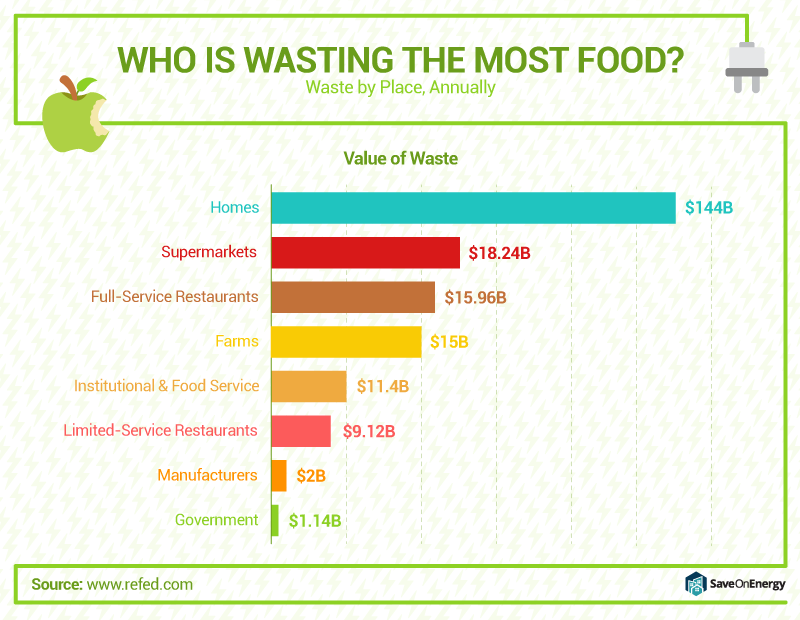 WHO IS WASTING THE MOST FOOD?
Waste by Place, Annually
Value of Waste
Homes $144B
Supermarkets $18.24B
Full-Service Restaurants $15.96B
Farms $15B
Institutional & Food Service $11.4B
Limited-Service Restaurants $9.12B
Manufacturers $2B
Government $1.14B
Source: www.refed.com SaveOnEnergy